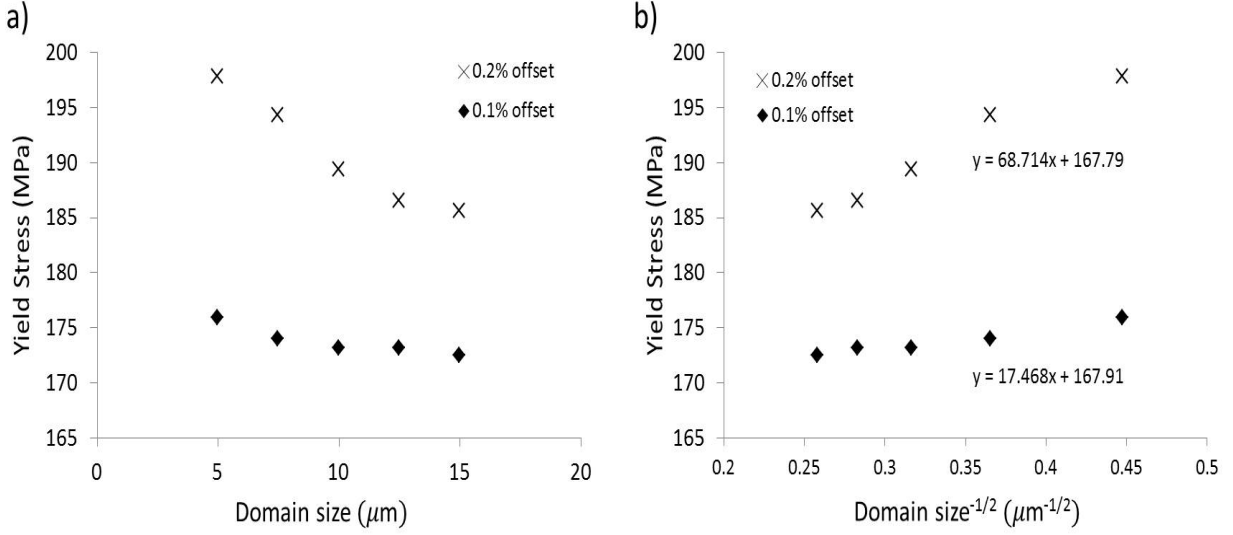 a)
200
195
190
185
180
175
170
165
0
5
10
15
20
Yield Stress (MPa)
Domain size (μm)
0.2% offset
0.1% offset
b)
200
195
190
185
180
175
170
165
0.2
0.25
0.3
0.35
0.4
0.45
0.5
Yield Stress (MPa)
Domain size-1/2 (μm-1/2)
0.2% offset
0.1% offset
y = 68.714x + 167.79
y = 17.468x + 167.91